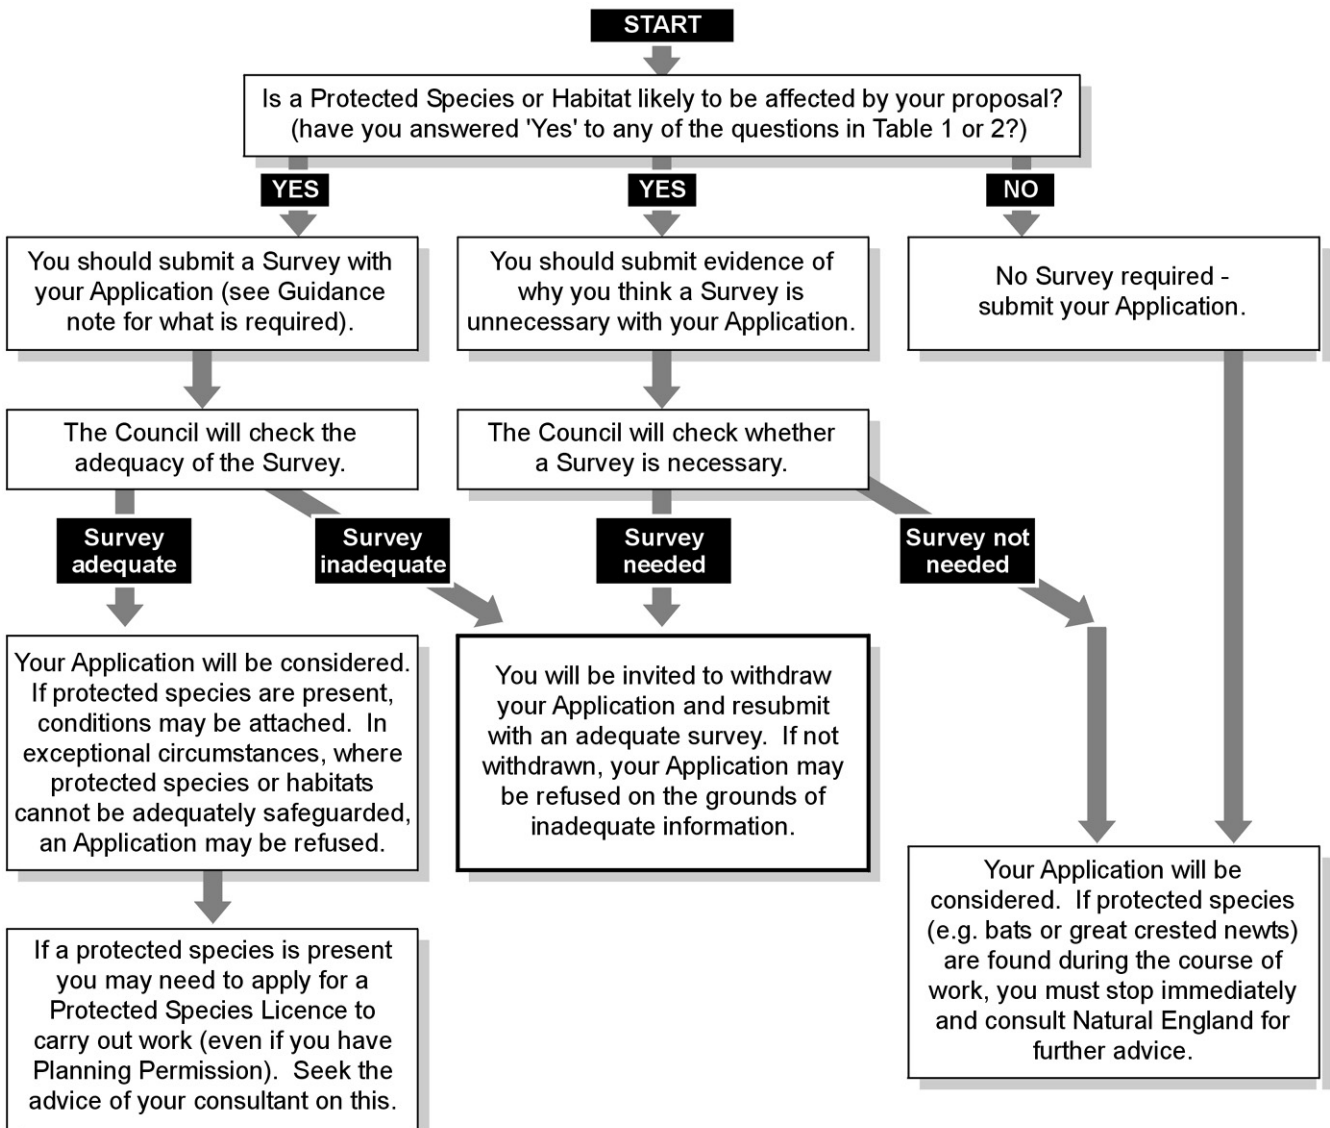 START
Is a Protected Species or Habitat likely to be affected by your proposal?
(have you answered 'Yes' to any of the questions in Table 1 or 2?)
YES
YES
NO
You should submit a Survey with
your Application (see Guidance
note for what is required).
You should submit evidence of
why you think a Survey is
unnecessary with your Application.
No Survey required -
submit your Application.
The Council will check the
adequacy of the Survey.
The Council will check whether
a Survey is necessary.
Survey
adequate
Survey
inadequate
Survey
needed
Survey not
needed
Your Application will be considered.
If protected species are present,
conditions may be attached.  In
exceptional circumstances, where
protected species or habitats
cannot be adequately safeguarded,
an Application may be refused.
You will be invited to withdraw
your Application and resubmit
with an adequate survey.  If not
withdrawn, your Application may
be refused on the grounds of
inadequate information.
Your Application will be
considered.  If protected species
(e.g. bats or great crested newts)
are found during the course of
work, you must stop immediately
and consult Natural England for
further advice.
If a protected species is present
you may need to apply for a
Protected Species Licence to
carry out work (even if you have
Planning Permission).  Seek the
advice of your consultant on this.